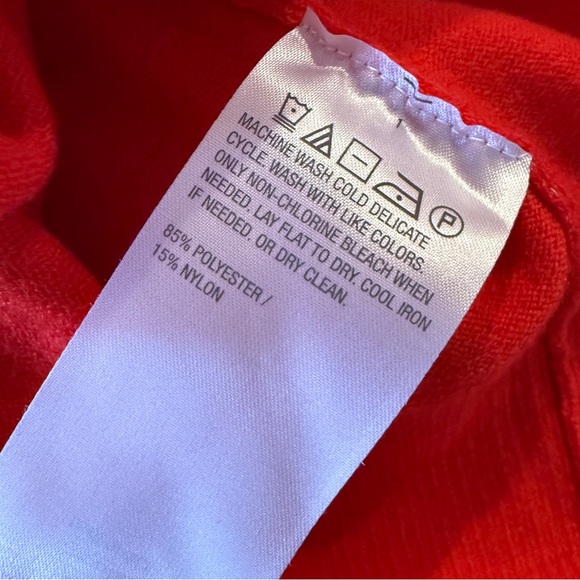 P
MACHINE WASH COLD DELICATE
CYCLE. WASH WITH LIKE COLORS.
ONLY NON-CHLORINE BLEACH WHEN
NEEDED. LAY FLAT TO DRY. COOL IRON
IF NEEDED. OR DRY CLEAN.
85% POLYESTER /
15% NYLON